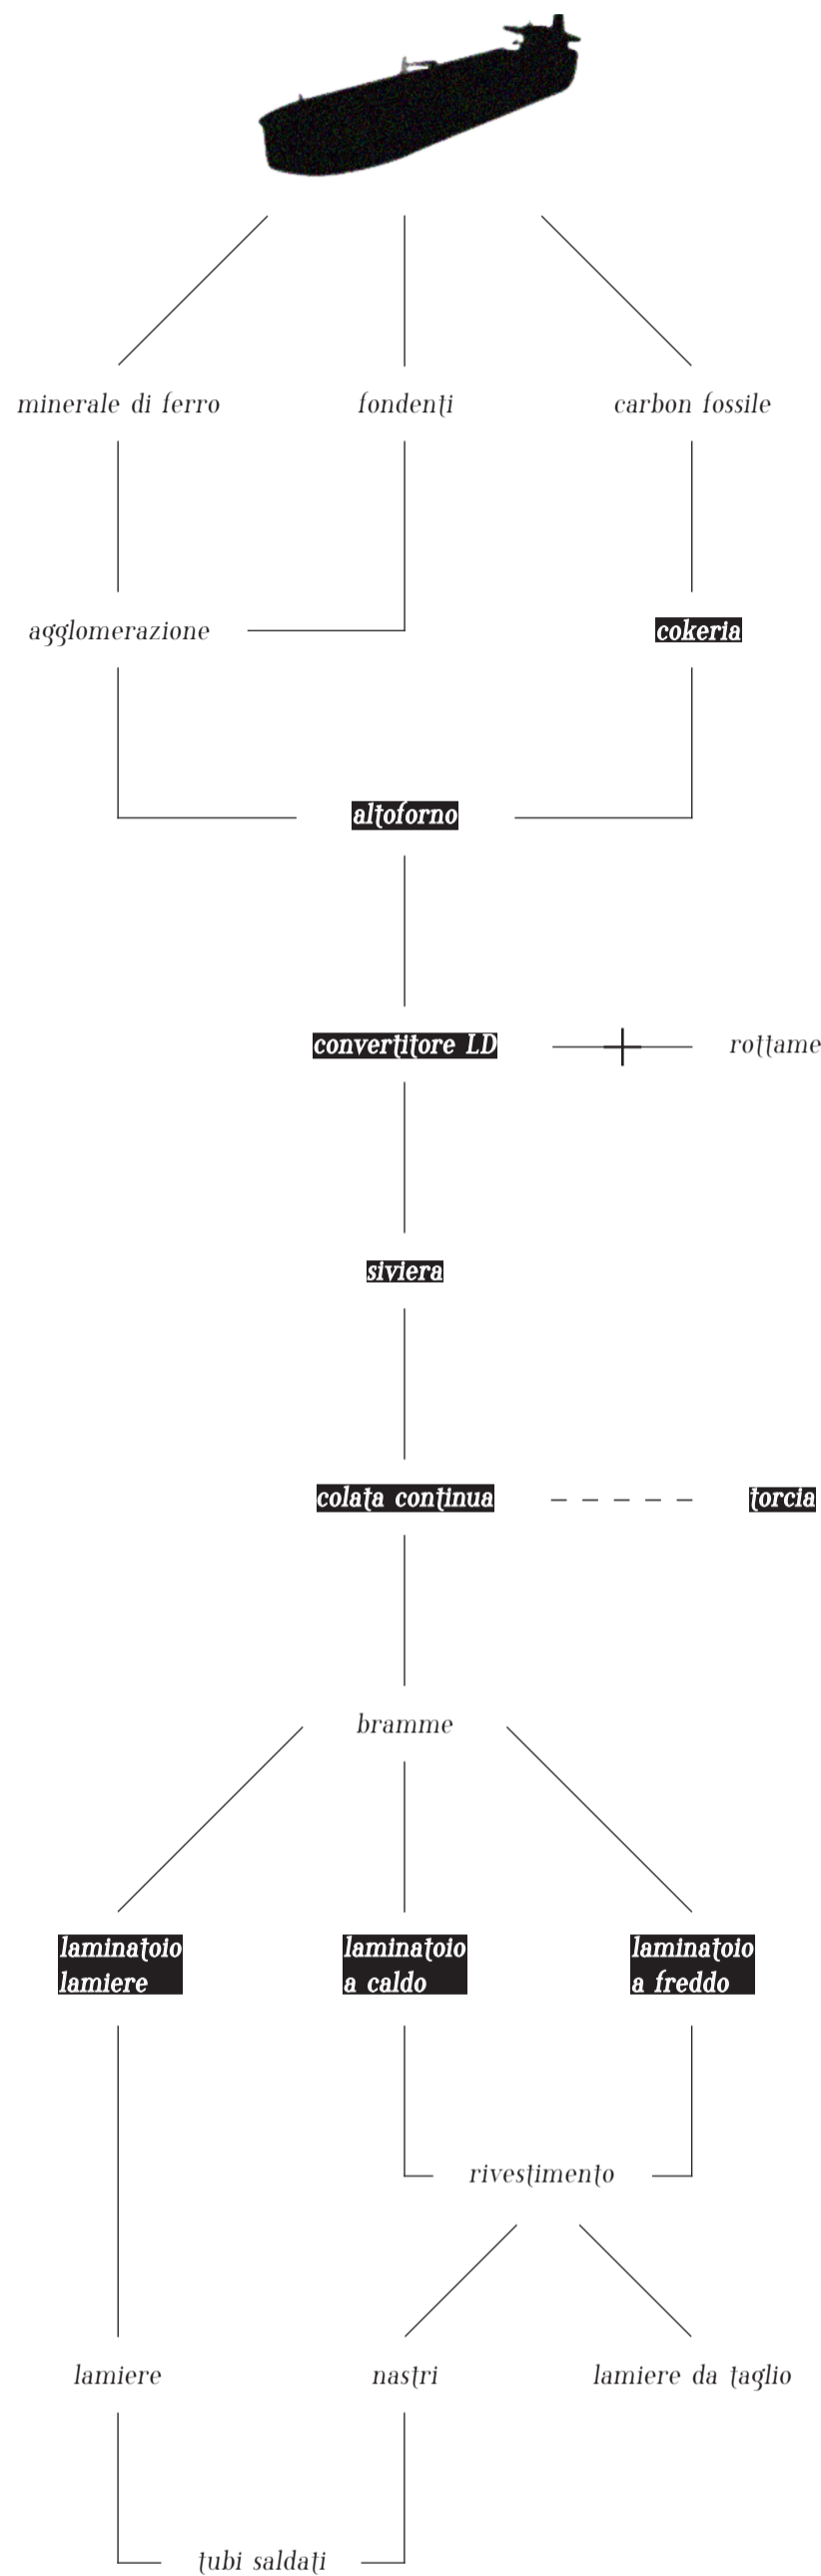 minerale di ferro
fondenti
carbon fossile
agglomerazione
cokeria
altoforno
convertitore LD
rottame
siviera
colata continua
torcia
bramme
laminatoio
lamiere
laminatoio
a caldo
laminatoio
a freddo
rivestimento
lamiere
nastri
lamiere da taglio
tubi saldati